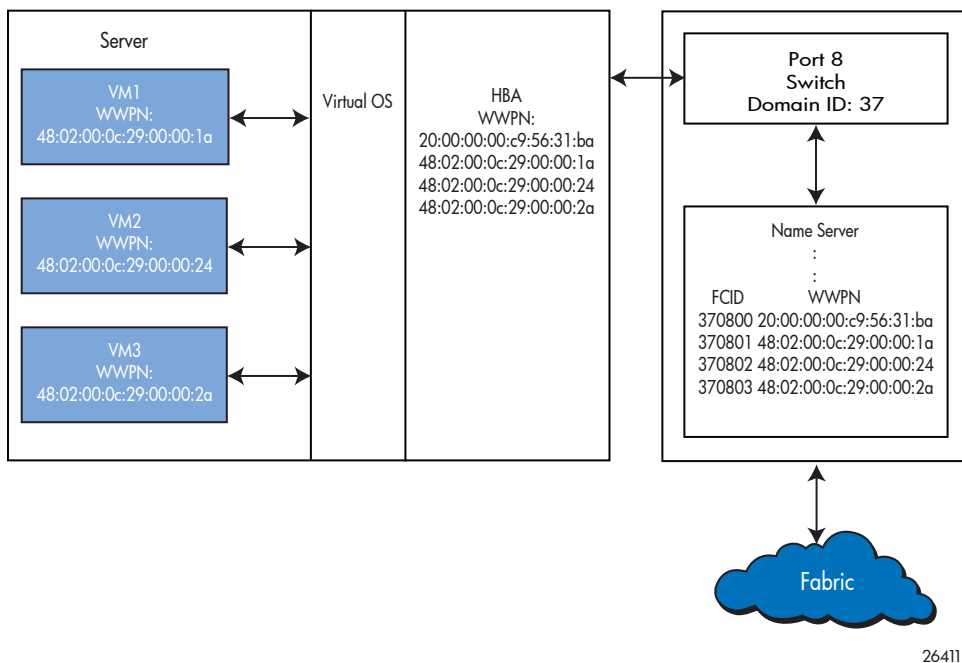 Server
VM1
WWPN:
48:02:00:0c:29:00:00:1a
VM2
WWPN:
48:02:00:0c:29:00:00:24
VM3
WWPN:
48:02:00:0c:29:00:00:2a
Virtual OS
HBA
WWPN:
20:00:00:00:c9:56:31:ba
48:02:00:0c:29:00:00:1a
48:02:00:0c:29:00:00:24
48:02:00:0c:29:00:00:2a
Port 8
Switch
Domain ID: 37
Name Server
:
:
FCID WWPN
370800 20:00:00:00:c9:56:31:ba
370801 48:02:00:0c:29:00:00:1a
370802 48:02:00:0c:29:00:00:24
370803 48:02:00:0c:29:00:00:2a
Fabric
26411